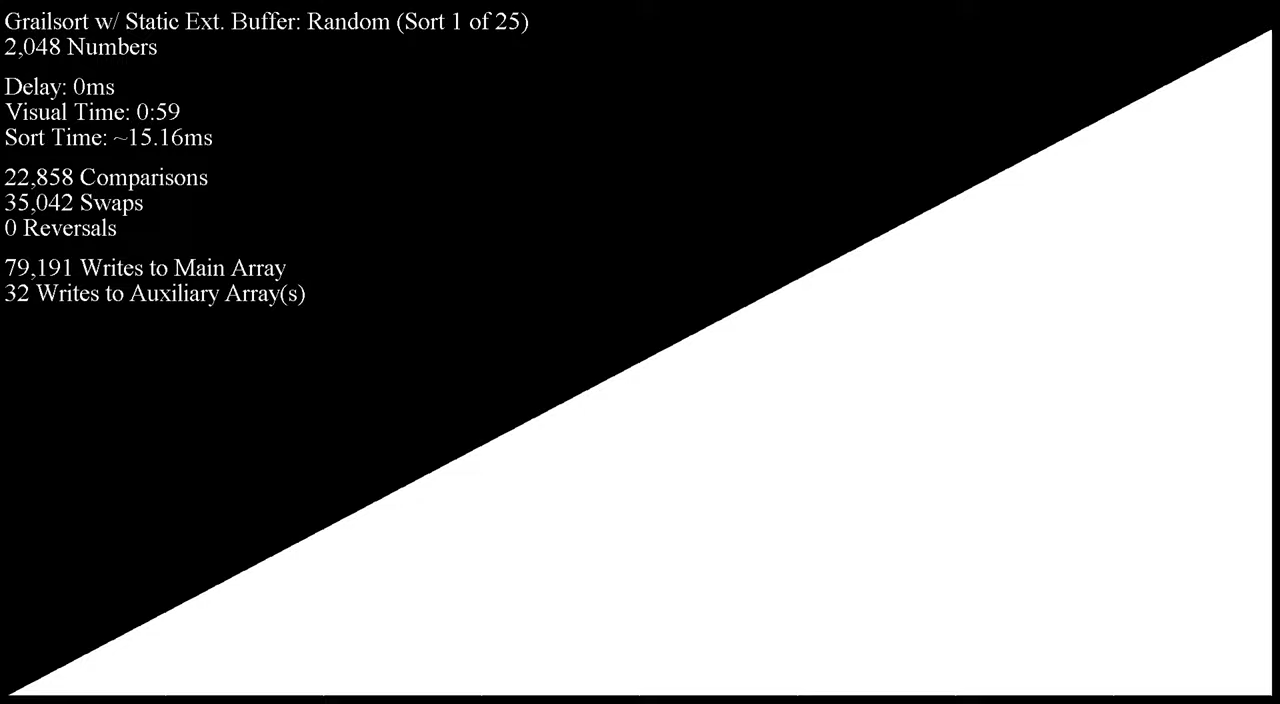 Grailsort w/ Static Ext. Buffer: Random (Sort 1 of 25)
2,048 Numbers
Delay: 0ms
Visual Time: 0:59
Sort Time: ~15.16ms
22,858 Comparisons
35,042 Swaps
0 Reversals
79,191 Writes to Main Array
32 Writes to Auxiliary Array(s)